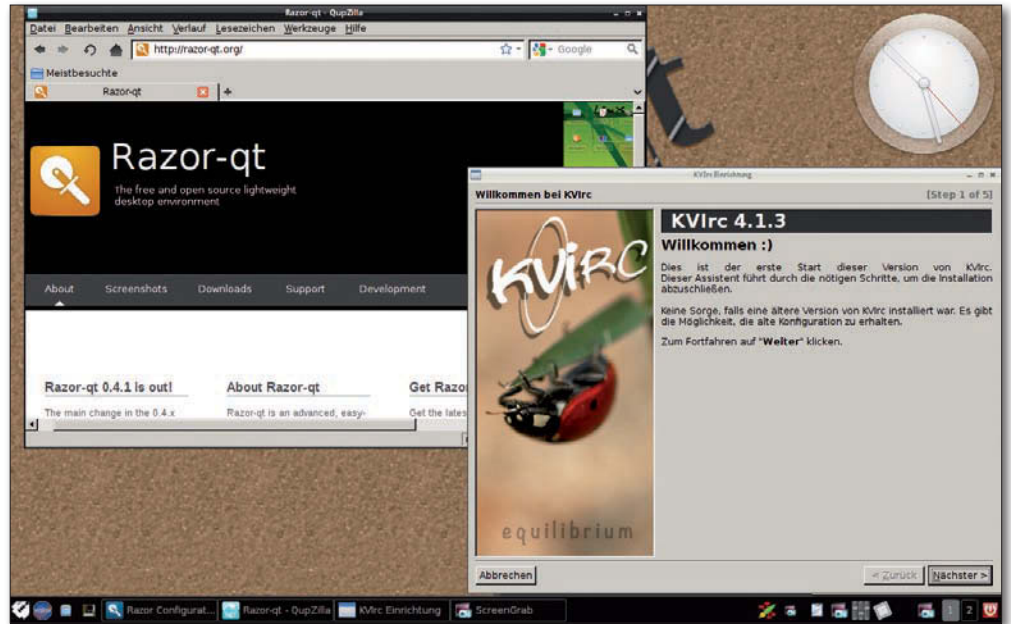 Razor-qt - QupZilla
Datei Bearbeiten Ansicht Verlauf Lesezeichen Werkzeuge Hilfe
http://razor-qt.org/
Google
Meistbesuchte
Razor-qt
Razor-qt
The free and open source lightweight
desktop environment
About Screenshots Downloads Support Development
Razor-qt 0.4.1 is out!
The main change in the 0.4.x
About Razor-qt
Razor-qt is an advanced, easy-
Get Razo
Get the lates
KVIrc Einrichtung
Willkommen bei KVIrc
[Step 1 of 5]
KViRC
equilibrium
KVIrc 4.1.3
Willkommen :)
Dies ist der erste Start dieser Version von KVIrc.
Dieser Assistent führt durch die nötigen Schritte, um die Installation
abzuschließen.
Keine Sorge, falls eine ältere Version von KVIrc installiert war. Es gibt
die Möglichkeit, die alte Konfiguration zu erhalten.
Zum Fortfahren auf "Weiter" klicken.
Abbrechen
< Zurück
Nächster >
Razor Configurat...
Razor-qt - QupZilla
KVIrc Einrichtung
ScreenGrab
1
2